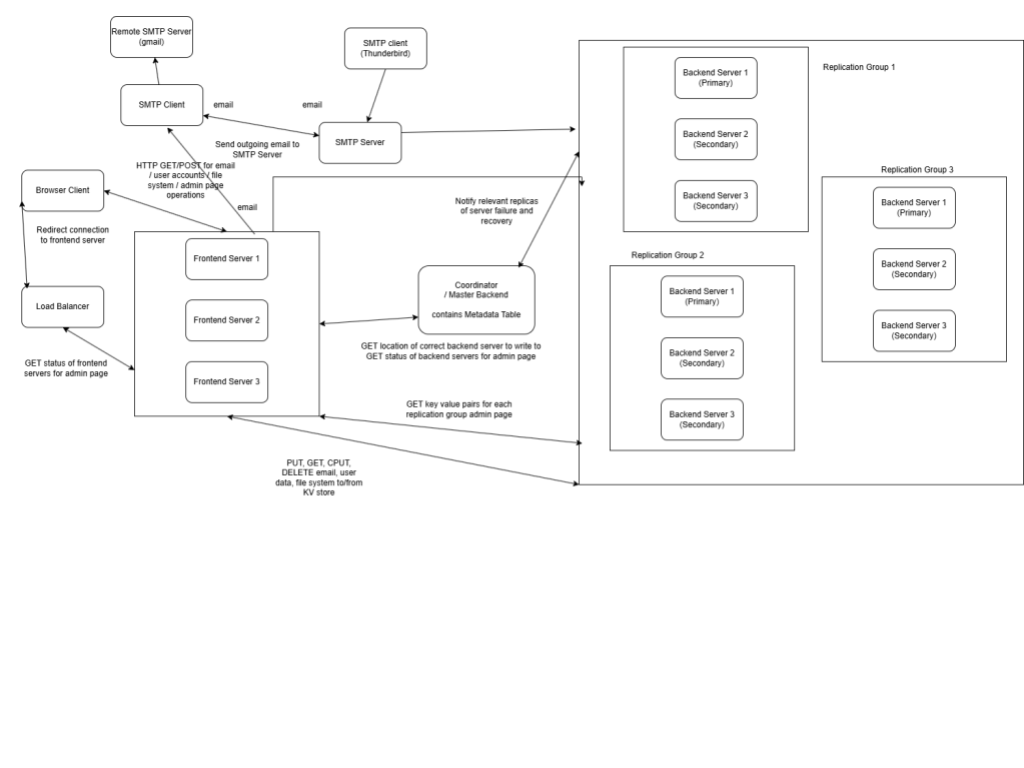 Remote SMTP Server
(gmail)
SMTP client
(Thunderbird)
SMTP Client
email
email
SMTP Server
Send outgoing email to
SMTP Server
HTTP GET/POST for email
/ user accounts / file
system / admin page
operations
Browser Client
email
Redirect connection
to frontend server
Load Balancer
GET status of frontend
servers for admin page
Frontend Server 1
Frontend Server 2
Frontend Server 3
Notify relevant replicas
of server failure and
recovery
Coordinator
/ Master Backend
contains Metadata Table
GET location of correct backend server to write to
GET status of backend servers for admin page
GET key value pairs for each
replication group admin page
PUT, GET, CPUT,
DELETE email, user
data, file system to/from
KV store
Replication Group 1
Backend Server 1
(Primary)
Backend Server 2
(Secondary)
Backend Server 3
(Secondary)
Replication Group 2
Backend Server 1
(Primary)
Backend Server 2
(Secondary)
Backend Server 3
(Secondary)
Replication Group 3
Backend Server 1
(Primary)
Backend Server 2
(Secondary)
Backend Server 3
(Secondary)